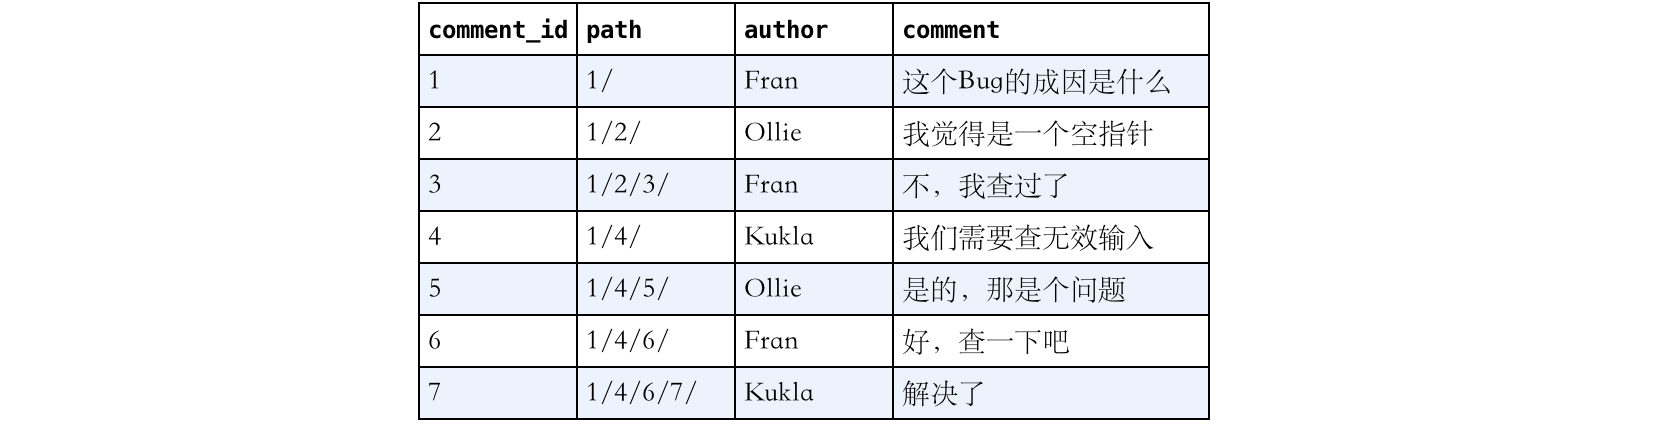 comment_id path author comment
1 1/ Fran 这个Bug的成因是什么
2 1/2/ Ollie 我觉得是一个空指针
3 1/2/3/ Fran 不，我查过了
4 1/4/ Kukla 我们需要查无效输入
5 1/4/5/ Ollie 是的，那是个问题
6 1/4/6/ Fran 好，查一下吧
7 1/4/6/7/ Kukla 解决了